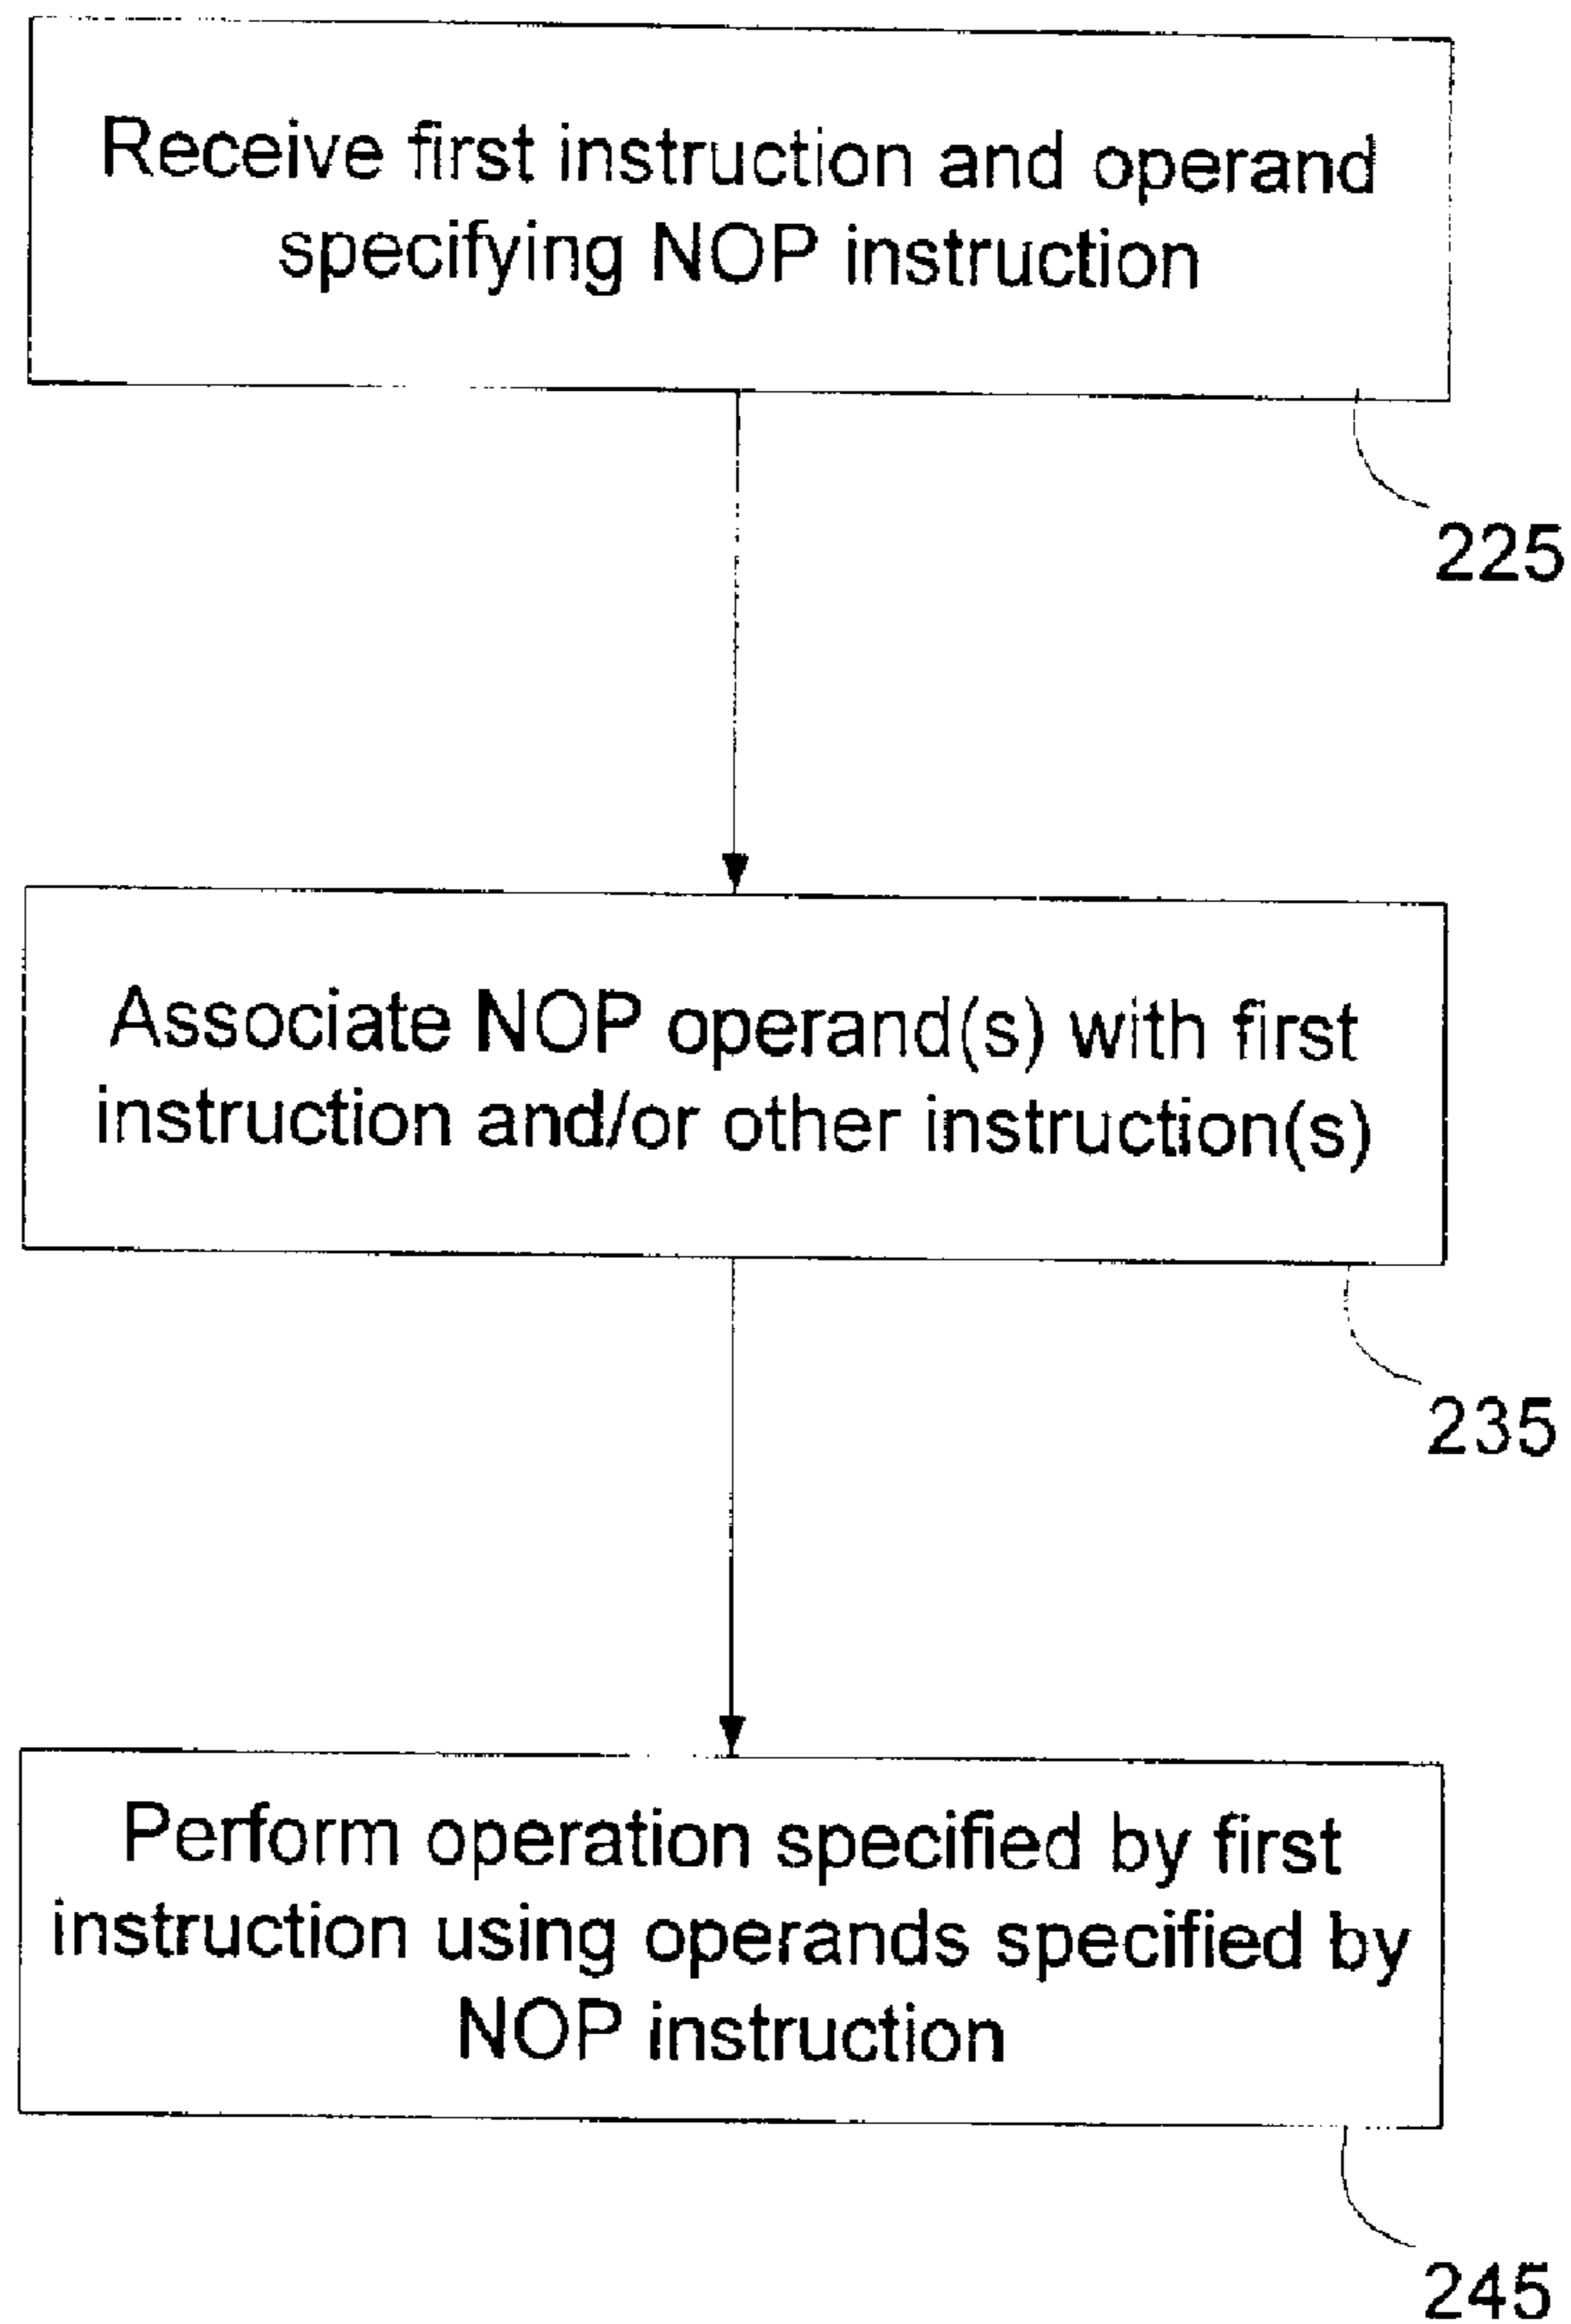 Receive first instruction and operand
specifying NOP instruction
225
Associate NOP operand(s) with first
instruction and/or other instruction(s)
235
Perform operation specified by first
instruction using operands specified by
NOP instruction
245